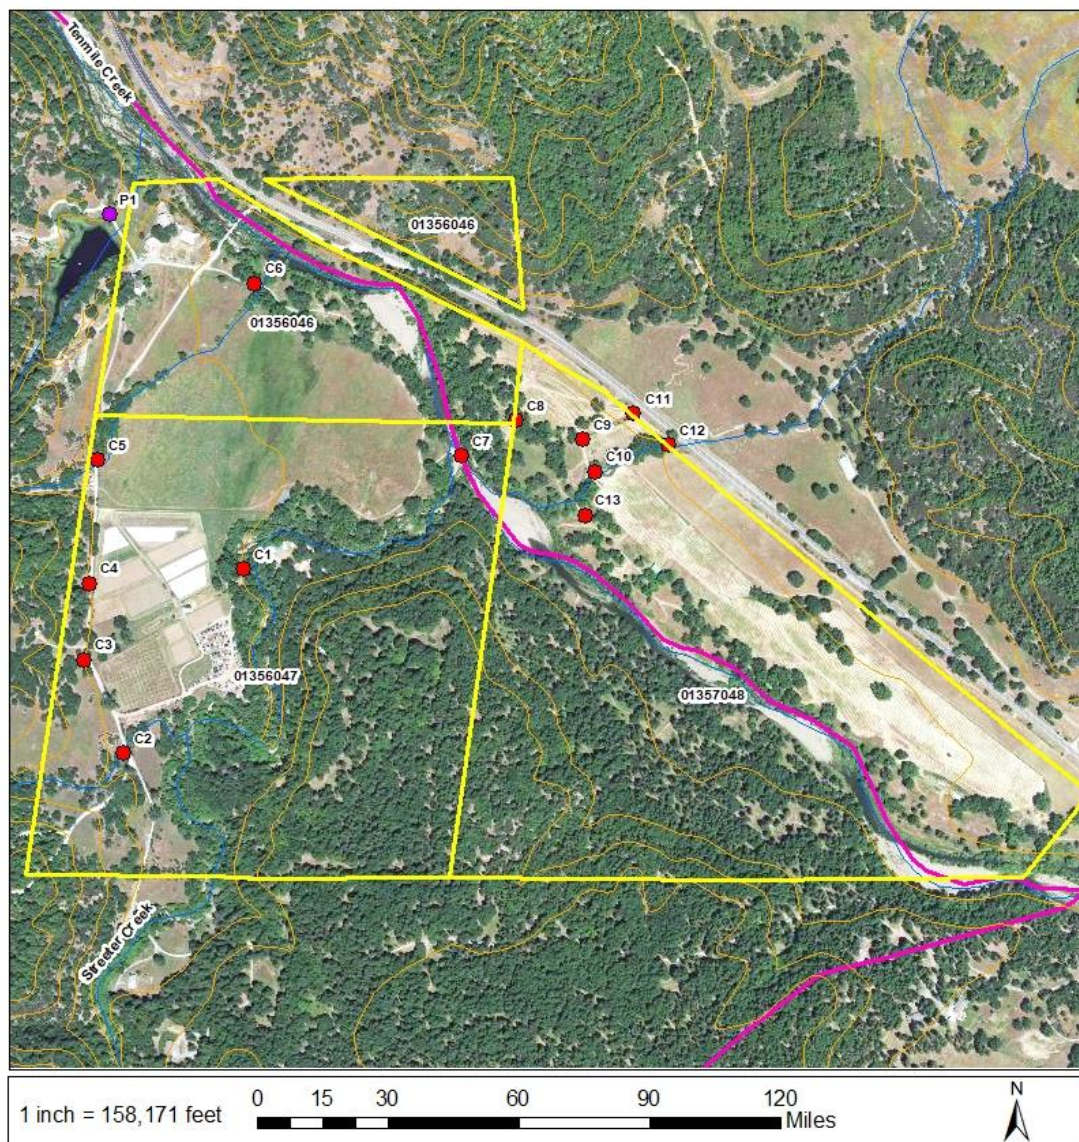 Tenmile Creek
P1
01356046
C6
01356046
C11
C8
C9
C12
C7
C5
C10
C13
C1
C4
C3
01356047
01357048
C2
Streeter Creek
1 inch = 158,171 feet
0 15 30 60 90 120
Miles
N